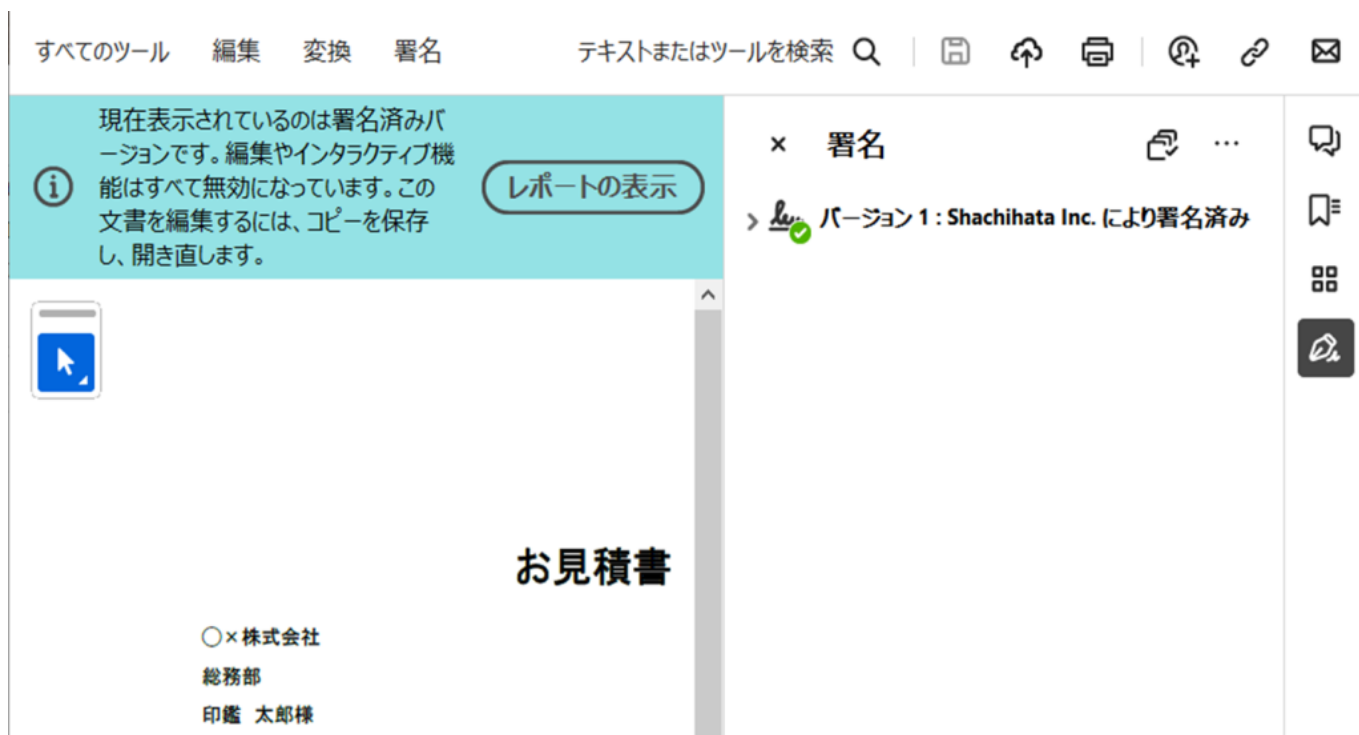 すべてのツール 編集 変換 署名 テキストまたはツールを検索
現在表示されているのは署名済みバ
ージョンです。編集やインタラクティブ機
能はすべて無効になっています。この
文書を編集するには、コピーを保存
し、開き直します。
レポートの表示
署名
バージョン 1 : Shachihata Inc. により署名済み
お見積書
〇×株式会社
総務部
印鑑 太郎様